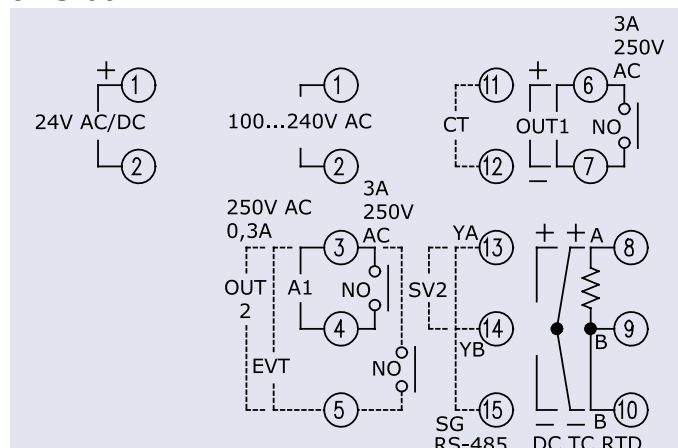 3A
250V
AC
+ 1
24V AC/DC
2
1
100...240V AC
2
11
CT
12
+
OUT1
−
6
NO
7
250V AC
0,3A
3A
250V
AC
3
OUT
2
A1
NO
4
EVT
NO
5
YA 13
SV2
14
YB
15
SG
RS-485
+ + A 8
9
B
10
B
− −
DC TC RTD